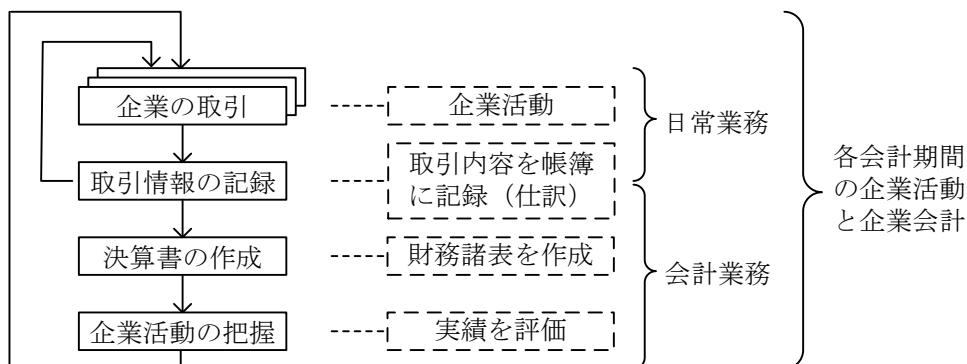 企業の取引
企業活動
日常業務
取引情報の記録
取引内容を帳簿
に記録（仕訳）
各会計期間
の企業活動
と企業会計
決算書の作成
財務諸表を作成
会計業務
企業活動の把握
実績を評価